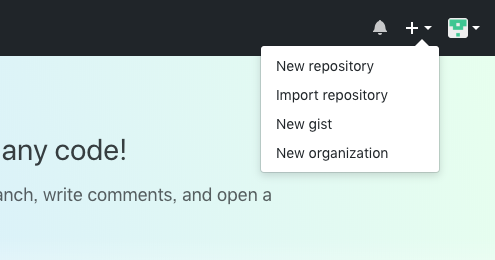 New repository
Import repository
New gist
New organization
any code!
anch, write comments, and open a